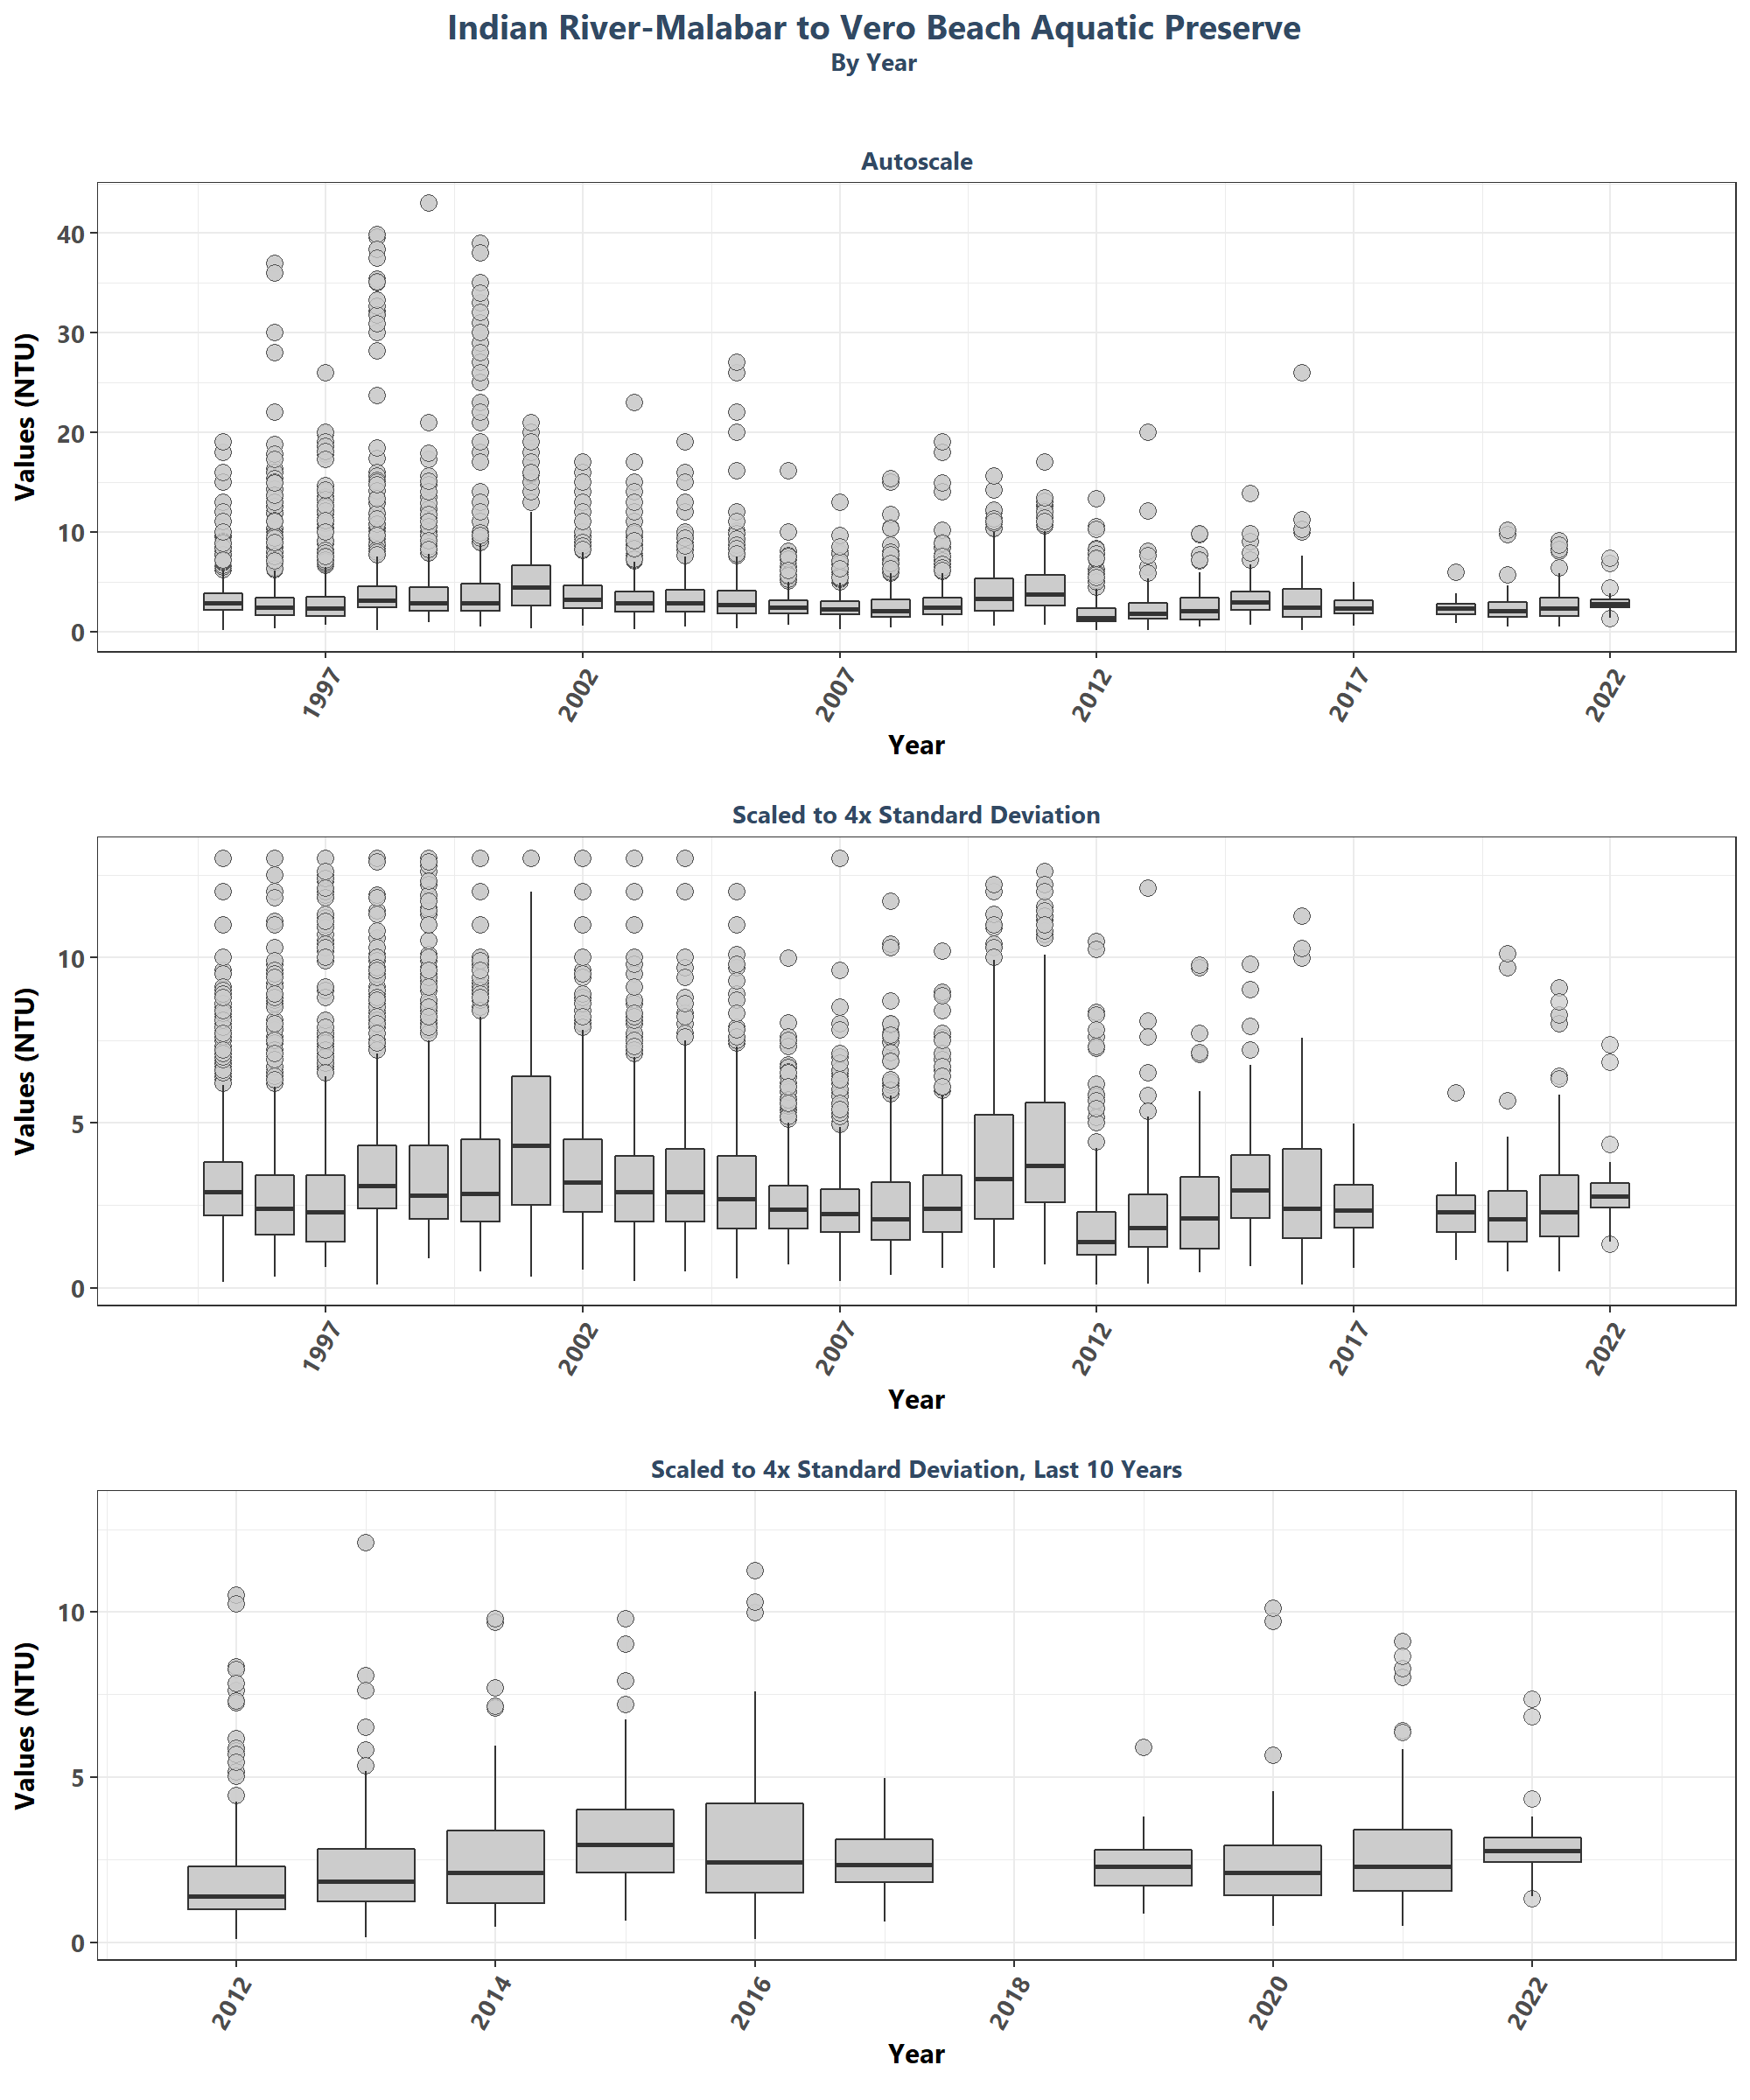 Indian River-Malabar to Vero Beach Aquatic Preserve
By Year
Autoscale
Values (NTU)
40
30
20
10
0
1997 2002 2007 2012 2017 2022
Year
Scaled to 4x Standard Deviation
Values (NTU)
10
5
0
1997 2002 2007 2012 2017 2022
Year
Scaled to 4x Standard Deviation, Last 10 Years
Values (NTU)
10
5
0
2012 2014 2016 2018 2020 2022
Year